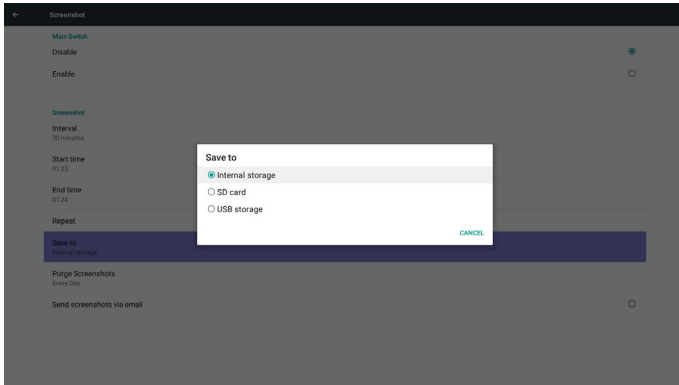 Screenshot
Main Switch
Disable
Enable
Screenshot
Interval
30 minutes
Start time
01:23
End time
01:24
Repeat
Save to
Internal storage
Purge Screenshots
Every Day
Send screenshots via email
Save to
Internal storage
SD card
USB storage
CANCEL